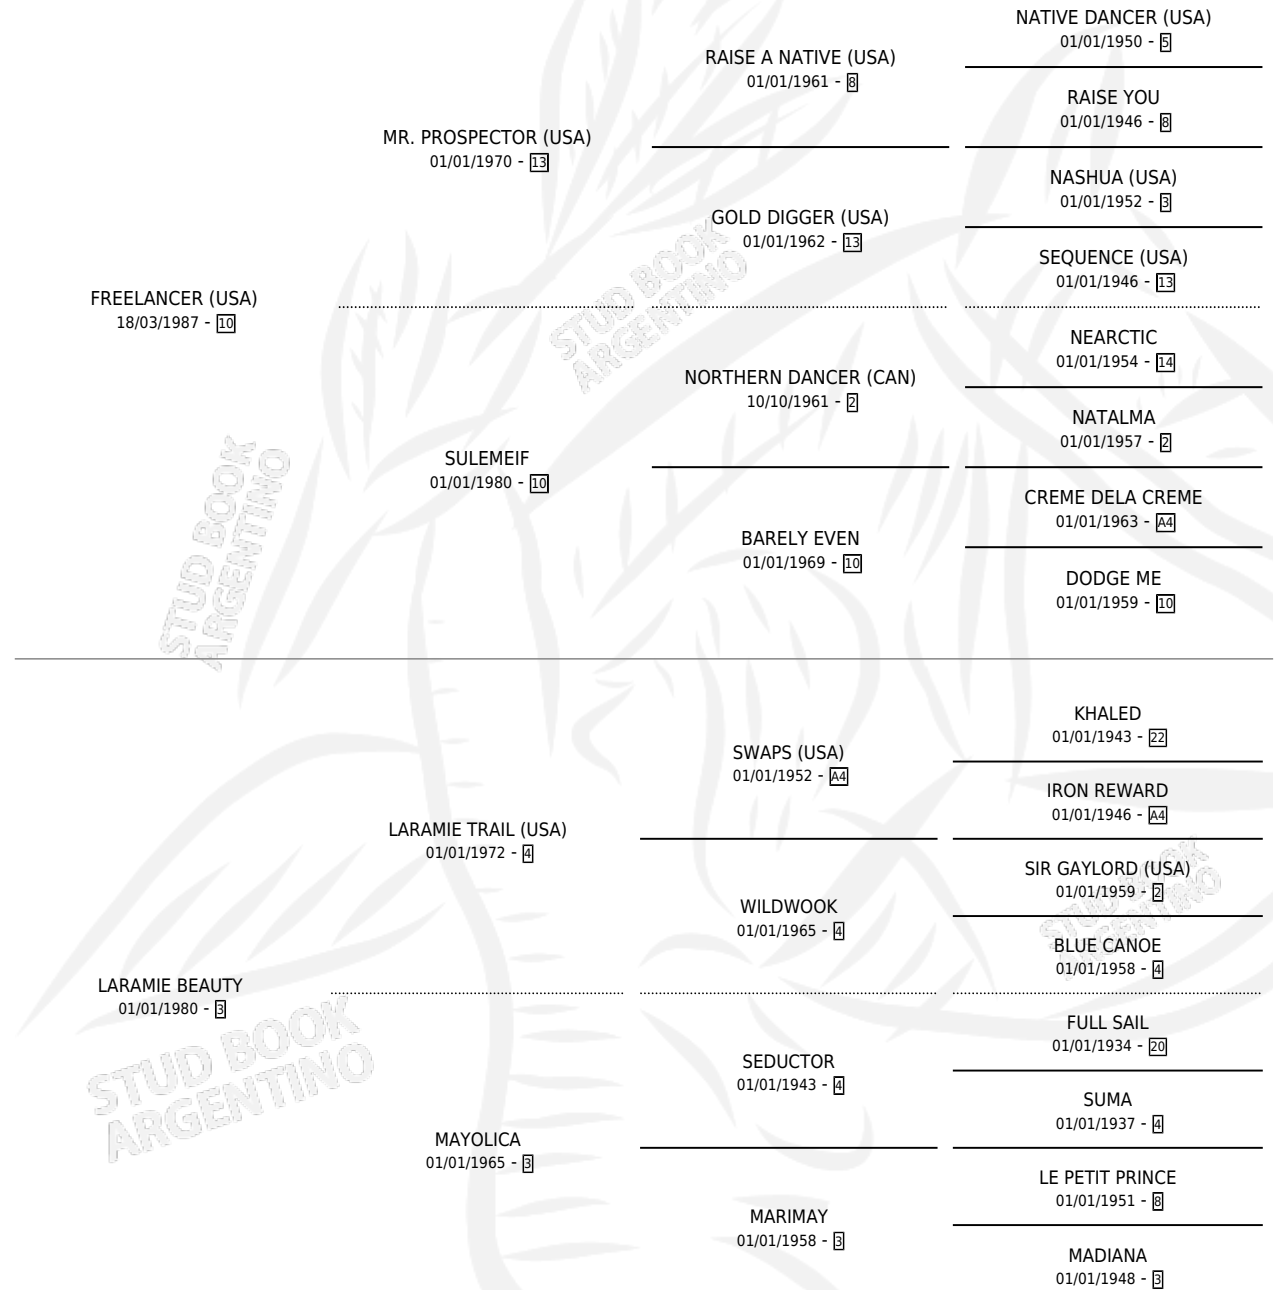 NATIVE DANCER (USA)
01/01/1950 - 5
RAISE A NATIVE (USA)
01/01/1961 - 8
RAISE YOU
01/01/1946 - 8
MR. PROSPECTOR (USA)
01/01/1970 - 13
NASHUA (USA)
01/01/1952 - 3
GOLD DIGGER (USA)
01/01/1962 - 13
SEQUENCE (USA)
01/01/1946 - 13
FREELANCER (USA)
18/03/1987 - 10
NEARCTIC
01/01/1954 - 14
NORTHERN DANCER (CAN)
10/10/1961 - 2
NATALMA
01/01/1957 - 2
SULEMEIF
01/01/1980 - 10
CREME DELA CREME
01/01/1963 - A4
BARELY EVEN
01/01/1969 - 10
DODGE ME
01/01/1959 - 10
KHALED
01/01/1943 - 22
SWAPS (USA)
01/01/1952 - A4
IRON REWARD
01/01/1946 - A4
LARAMIE TRAIL (USA)
01/01/1972 - 4
SIR GAYLORD (USA)
01/01/1959 - 2
WILDWOOK
01/01/1965 - 4
BLUE CANOE
01/01/1958 - 4
LARAMIE BEAUTY
01/01/1980 - 3
FULL SAIL
01/01/1934 - 20
SEDUCTOR
01/01/1943 - 4
SUMA
01/01/1937 - 4
MAYOLICA
01/01/1965 - 3
LE PETIT PRINCE
01/01/1951 - 8
MARIMAY
01/01/1958 - 3
MADIANA
01/01/1948 - 3
STUD BOOK
ARGENTINO
STUD BOOK
ARGENTINO
STUD BOOK
ARGENTINO
STUD BOOK
ARGENTINO